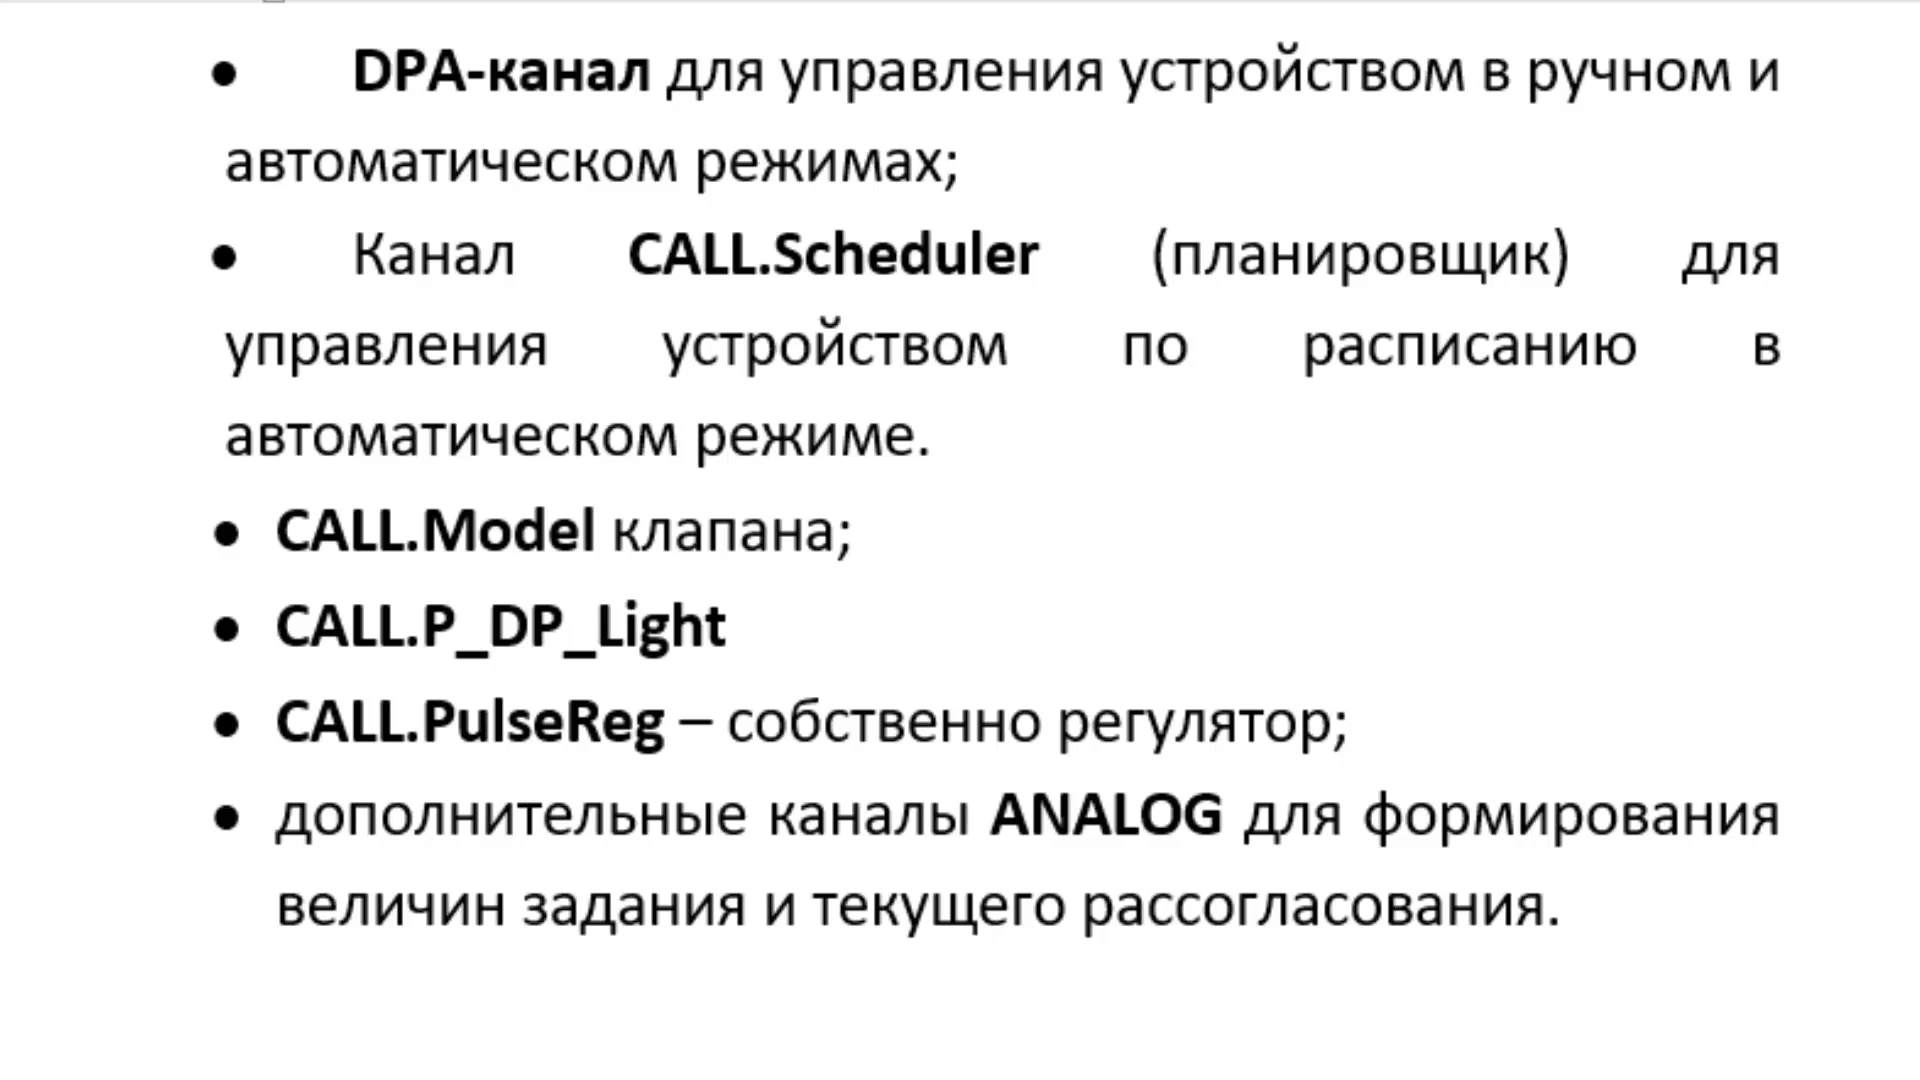 ● DPA-канал для управления устройством в ручном и
автоматическом режимах;
● Канал CALL.Scheduler (планировщик) для
управления устройством по расписанию в
автоматическом режиме.
● CALL.Model клапана;
● CALL.P_DP_Light
● CALL.PulseReg – собственно регулятор;
● дополнительные каналы ANALOG для формирования
величин задания и текущего рассогласования.